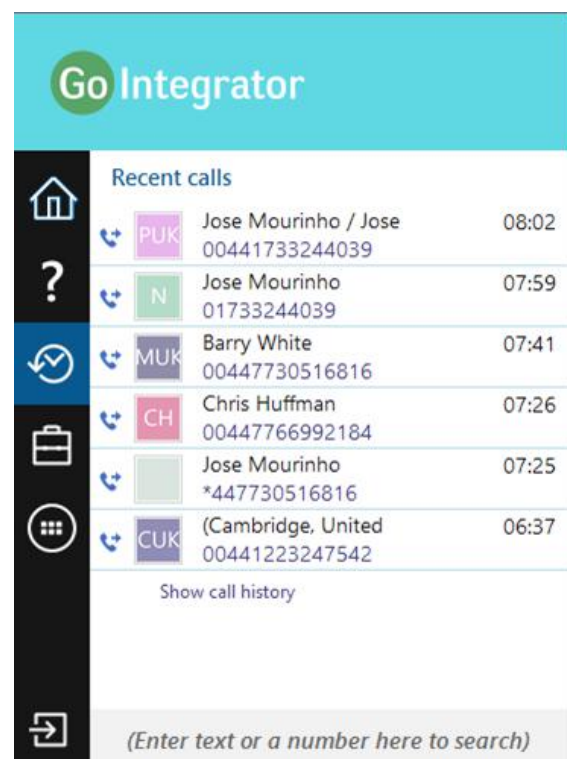 Go Integrator
Recent calls
PUK Jose Mourinho / Jose 08:02
00441733244039
N Jose Mourinho 07:59
01733244039
MUK Barry White 07:41
00447730516816
CH Chris Huffman 07:26
00447766992184
Jose Mourinho 07:25
*447730516816
CUK (Cambridge, United 06:37
00441223247542
Show call history
(Enter text or a number here to search)